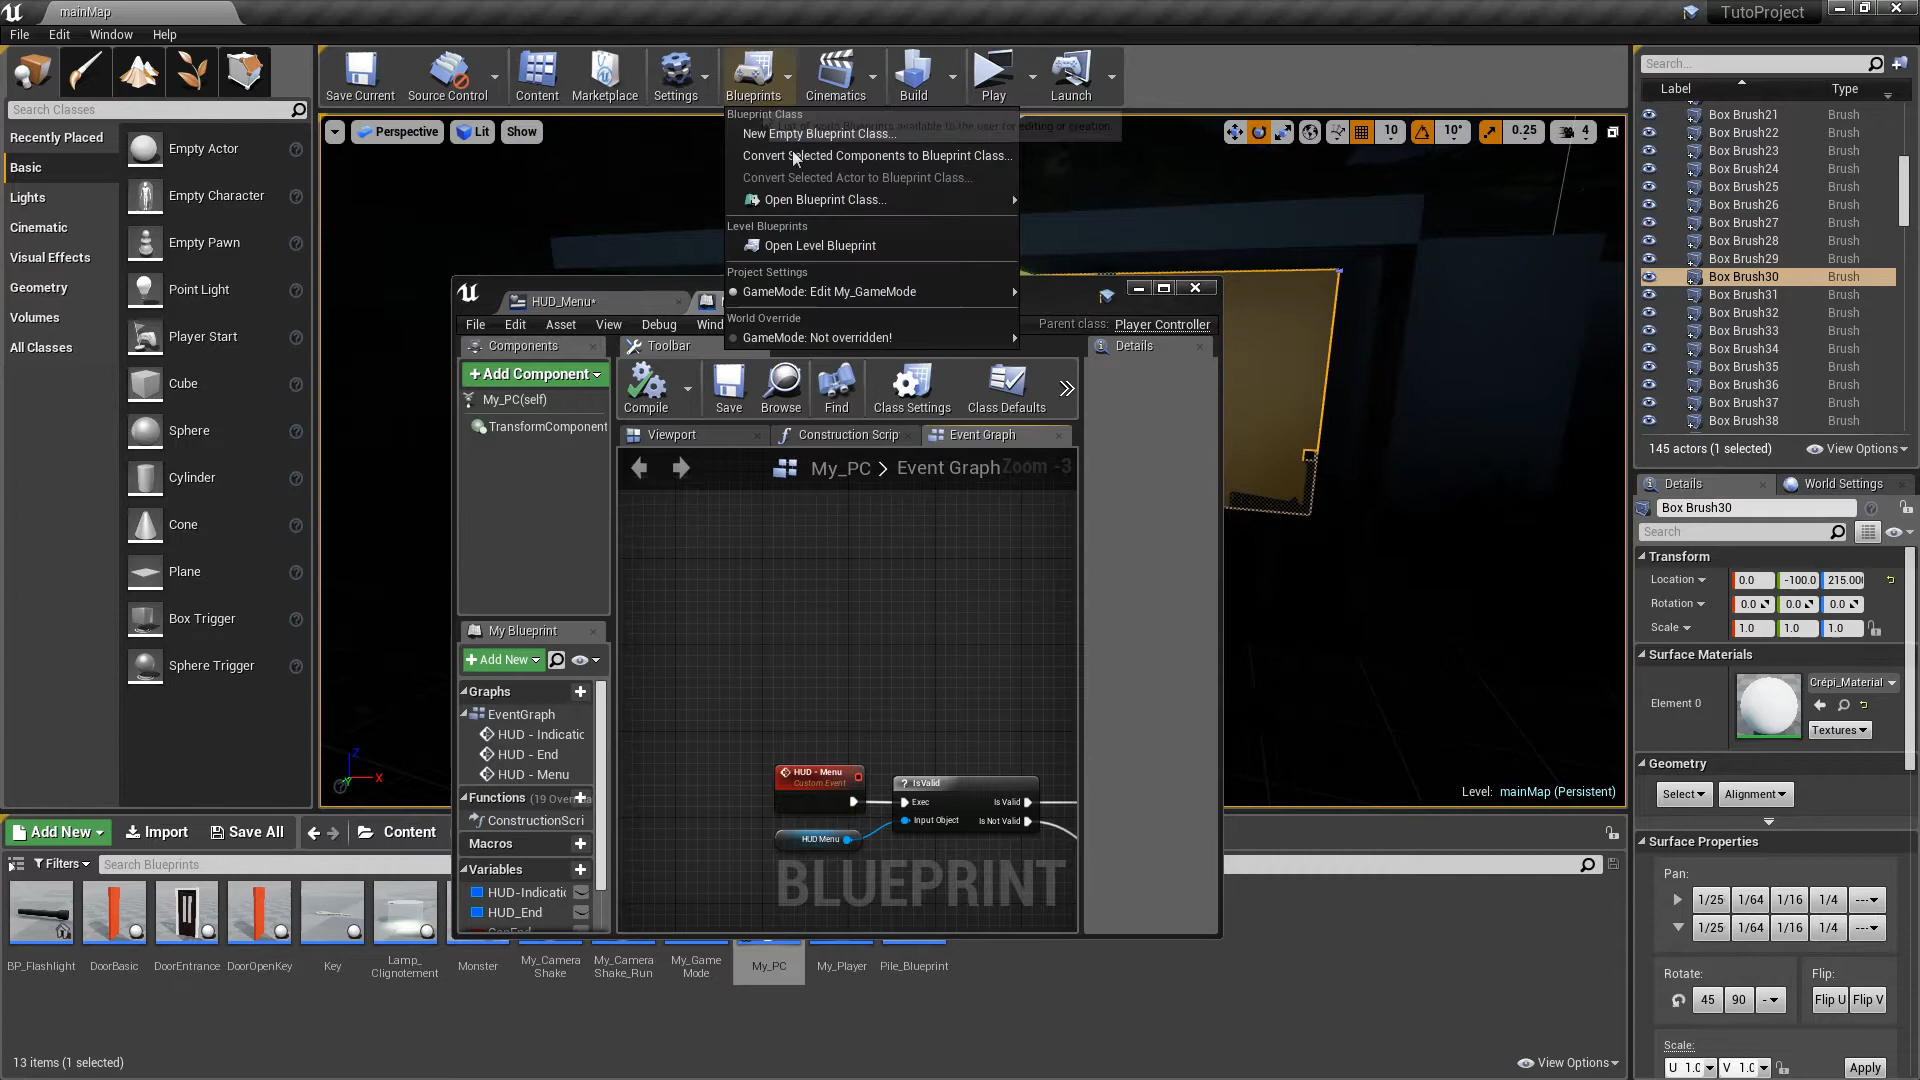 mainMap
TutoProject
File Edit Window Help
Search Classes
Recently Placed
Basic
Lights
Cinematic
Visual Effects
Geometry
Volumes
All Classes
Empty Actor
Empty Character
Empty Pawn
Point Light
Player Start
Cube
Sphere
Cylinder
Cone
Plane
Box Trigger
Sphere Trigger
Save Current Source Control Content Marketplace Settings Blueprints Cinematics Build Play Launch
Perspective Lit Show
10 10° 0.25 4
Blueprint Class
New Empty Blueprint Class...
Convert Selected Components to Blueprint Class...
Convert Selected Actor to Blueprint Class...
Open Blueprint Class...
Level Blueprints
Open Level Blueprint
Project Settings
GameMode: Edit My_GameMode
World Override
GameMode: Not overridden!
HUD_Menu*
File Edit Asset View Debug Wind
Parent class: Player Controller
Components
+Add Component
My_PC(self)
TransformComponent
Toolbar
Compile Save Browse Find Class Settings Class Defaults
Details
Viewport Construction Scrip Event Graph
My_PC > Event Graph
Zoom -3
My Blueprint
+Add New
Graphs
EventGraph
HUD - Indicatic
HUD - End
HUD - Menu
Functions (19 Overri
ConstructionScri
Macros
Variables
HUD-Indicatic
HUD_End
HUD - Menu
Custom Event
HUD Menu
IsValid
Exec Is Valid
Input Object Is Not Valid
BLUEPRINT
Level: mainMap (Persistent)
Add New Import Save All Content
Filters Search Blueprints
BP_Flashlight
DoorBasic
DoorEntrance
DoorOpenKey
Key
Lamp_
Clignotement
Monster
My_Camera
Shake
My_Camera
Shake_Run
My_Game
Mode
My_PC
My_Player
Pile_Blueprint
13 items (1 selected)
View Options
Search...
Label Type
Box Brush21 Brush
Box Brush22 Brush
Box Brush23 Brush
Box Brush24 Brush
Box Brush25 Brush
Box Brush26 Brush
Box Brush27 Brush
Box Brush28 Brush
Box Brush29 Brush
Box Brush30 Brush
Box Brush31 Brush
Box Brush32 Brush
Box Brush33 Brush
Box Brush34 Brush
Box Brush35 Brush
Box Brush36 Brush
Box Brush37 Brush
Box Brush38 Brush
145 actors (1 selected)
View Options
Details World Settings
Box Brush30
Search
Transform
Location 0.0 -100.0 215.00
Rotation 0.0 0.0 0.0
Scale 1.0 1.0 1.0
Surface Materials
Element 0
Crépi_Material
Textures
Geometry
Select Alignment
Surface Properties
Pan:
1/25 1/64 1/16 1/4 ---
1/25 1/64 1/16 1/4 ---
Rotate: Flip:
45 90 - Flip U Flip V
Scale:
U 1.0 V 1.0 Apply
X
Y
Z